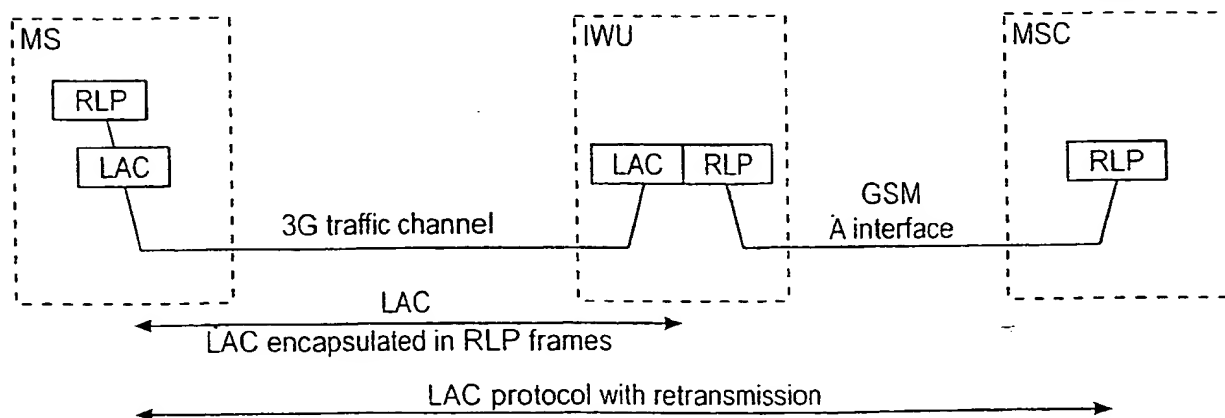 MS
IWU
MSC
RLP
LAC
LAC RLP
RLP
3G traffic channel
GSM
A interface
LAC
LAC encapsulated in RLP frames
LAC protocol with retransmission